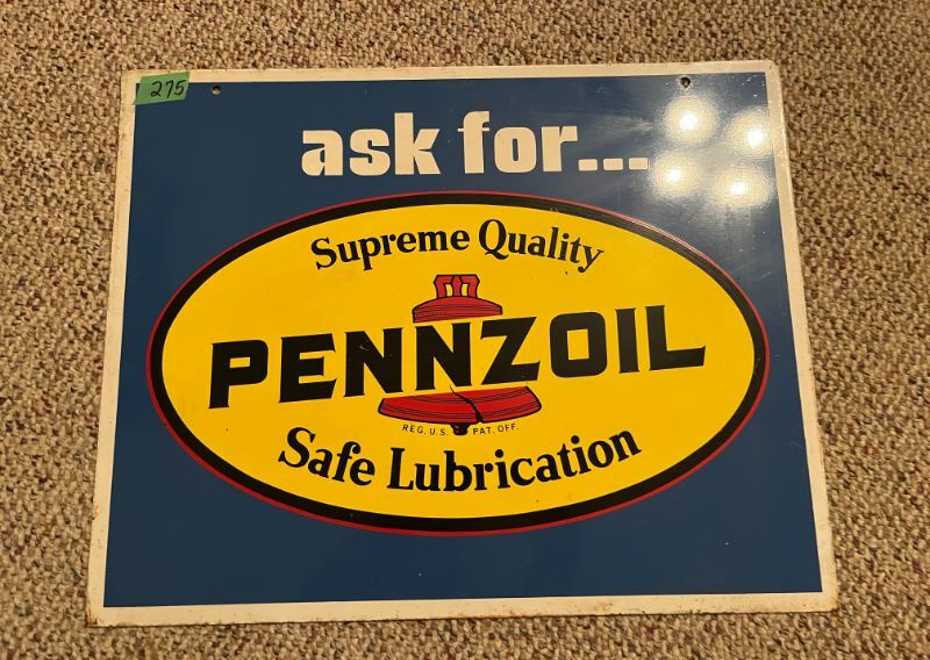 275
ask for...
Supreme Quality
PENNZOIL
REG. U.S. PAT. OFF.
Safe Lubrication